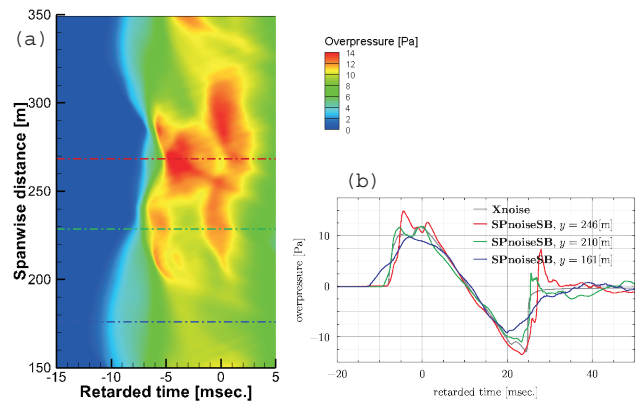 (a)
Overpressure [Pa]
14
12
10
8
6
4
2
0
Spanwise distance [m]
350
300
250
200
150
-15
-10
-5
0
5
Retarded time [msec.]
(b)
Xnoise
SPnoiseSB, y = 246[m]
SPnoiseSB, y = 210[m]
SPnoiseSB, y = 161[m]
overpressure [Pa]
10
0
−10
−20
0
20
40
retarded time [msec.]